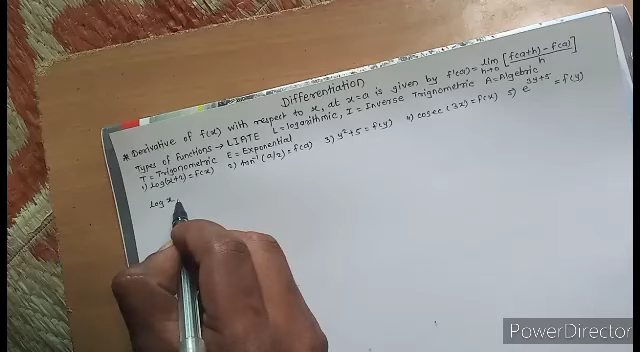 Differentiation
* Derivative of f(x) with respect to x, at x=a is given by f'(a) = lim h→0 [f(a+h)-f(a)]/h
Types of Functions → LIATE L=logarithmic, I = Inverse Trigonometric A=Algebric
T = Trigonometric E = Exponential
1) log(x+2)=f(x) 2) tan⁻¹(a/2)=f(a) 3) y²+5=f(y) 4) cosec(3x)=f(x) 5) e^3y+5=f(y)
log x
PowerDirector